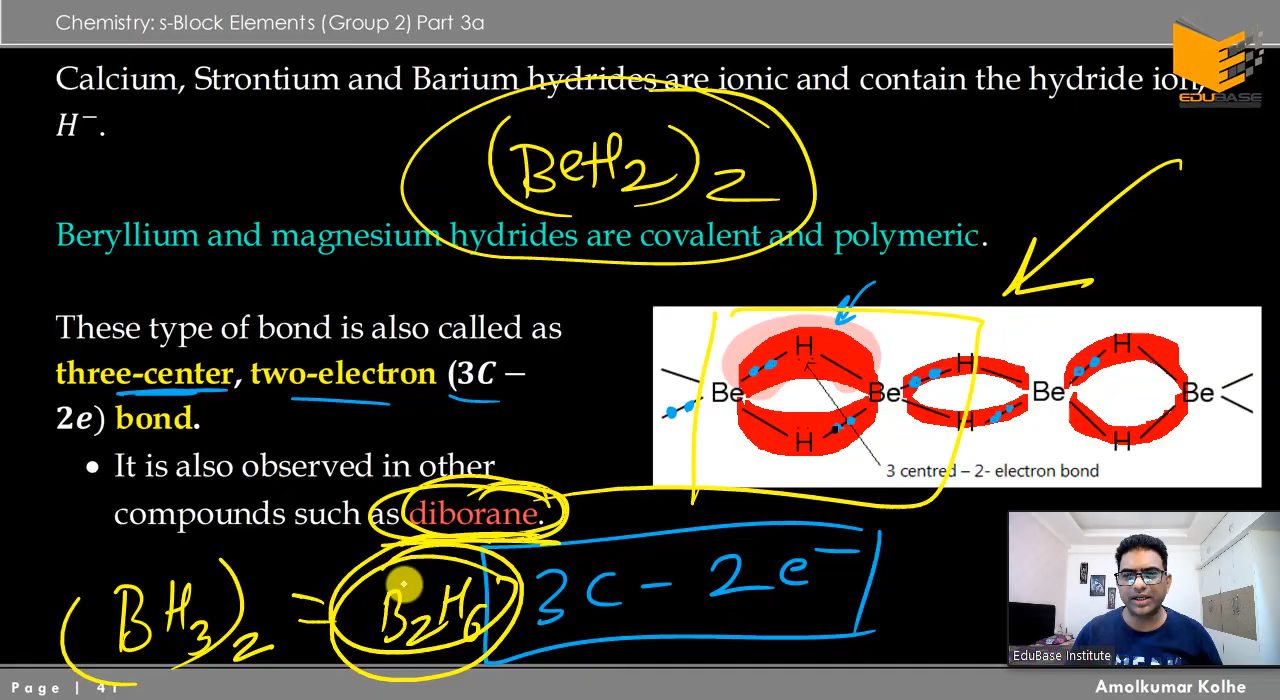 Chemistry: s-Block Elements (Group 2) Part 3a
EDUBASE
Calcium, Strontium and Barium hydrides are ionic and contain the hydride ion,
H⁻.
(BeH₂)₂
Beryllium and magnesium hydrides are covalent and polymeric.
These type of bond is also called as
three-center, two-electron (3C −
2e) bond.
• It is also observed in other
compounds such as diborane.
H H H
Be Be Be Be
H H H
3 centred – 2- electron bond
(BH₃)₂ = B₂H₆
3C – 2e⁻
EduBase Institute
Page | 41
Amolkumar Kolhe